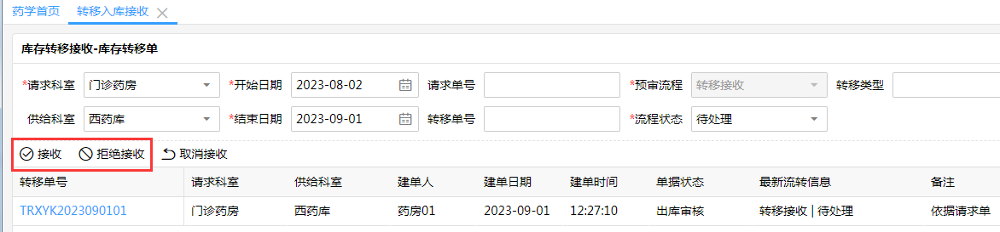 药学首页 转移入库接收
库存转移接收-库存转移单
*请求科室 门诊药房 *开始日期 2023-08-02 请求单号 *预审流程 转移接收 转移类型
供给科室 西药库 *结束日期 2023-09-01 转移单号 *流程状态 待处理
接收 拒绝接收 取消接收
转移单号 请求科室 供给科室 建单人 建单日期 建单时间 单据状态 最新流转信息 备注
TRXYK2023090101 门诊药房 西药库 药房01 2023-09-01 12:27:10 出库审核 转移接收 | 待处理 依据请求单